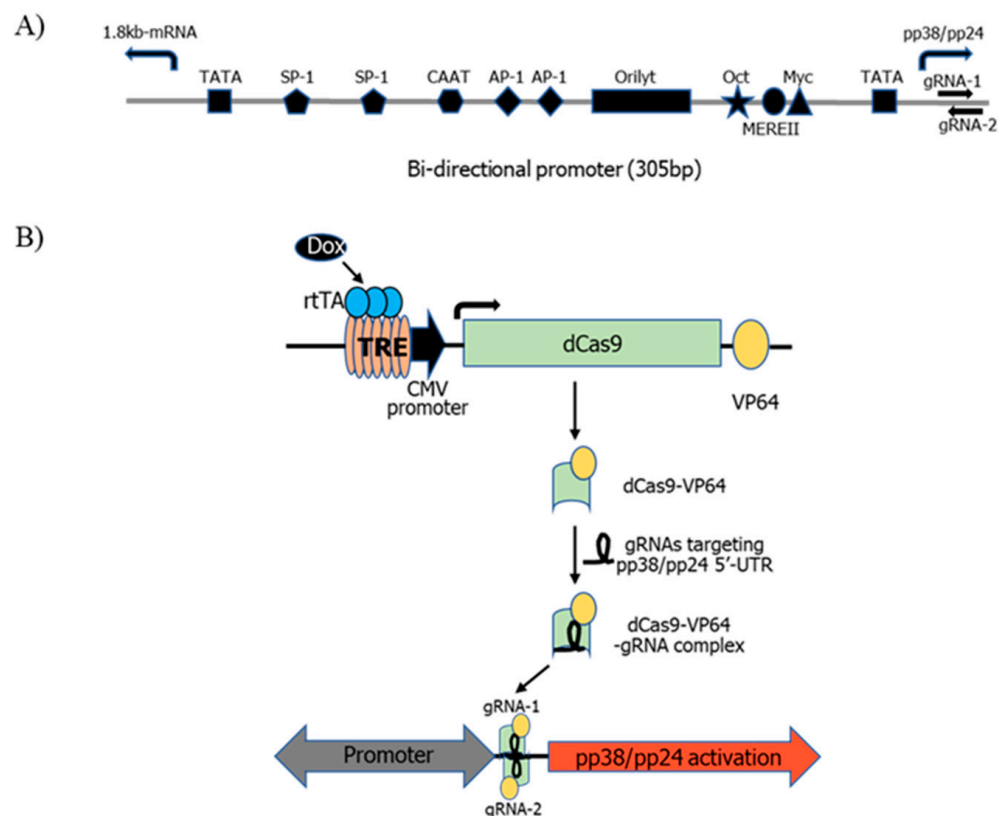 A)
1.8kb-mRNA
pp38/pp24
TATA SP-1 SP-1 CAAT AP-1 AP-1 Orilyt Oct Myc TATA gRNA-1
MEREII gRNA-2
Bi-directional promoter (305bp)
B)
Dox
rtTA
TRE
dCas9
CMV
promoter
VP64
dCas9-VP64
gRNAs targeting
pp38/pp24 5′-UTR
dCas9-VP64
-gRNA complex
gRNA-1
Promoter
pp38/pp24 activation
gRNA-2